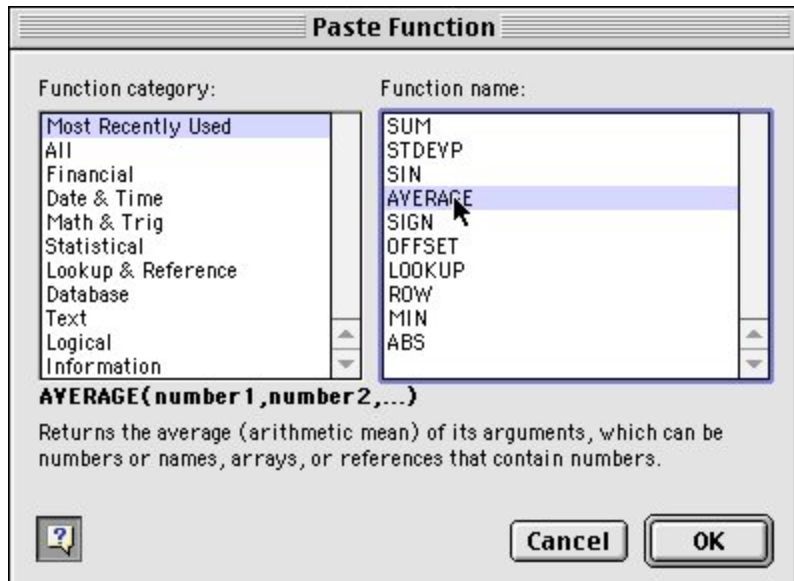 Paste Function
Function category:
Most Recently Used
All
Financial
Date & Time
Math & Trig
Statistical
Lookup & Reference
Database
Text
Logical
Information
Function name:
SUM
STDEVP
SIN
AVERAGE
SIGN
OFFSET
LOOKUP
ROW
MIN
ABS
AVERAGE(number1,number2,...)
Returns the average (arithmetic mean) of its arguments, which can be
numbers or names, arrays, or references that contain numbers.
?
Cancel
OK